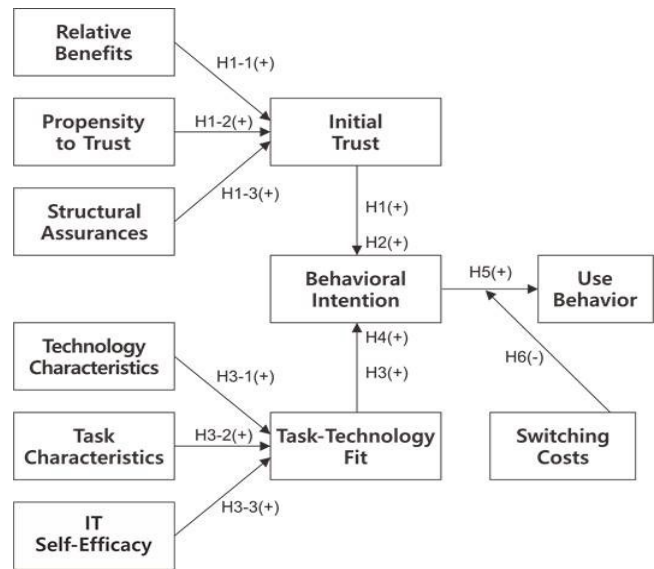 Relative
Benefits
H1-1(+)
Propensity
to Trust
H1-2(+)
Initial
Trust
Structural
Assurances
H1-3(+)
H1(+)
H2(+)
Behavioral
Intention
H5(+)
Use
Behavior
H4(+)
H3(+)
H6(-)
Technology
Characteristics
H3-1(+)
Task
Characteristics
H3-2(+)
Task-Technology
Fit
Switching
Costs
H3-3(+)
IT
Self-Efficacy